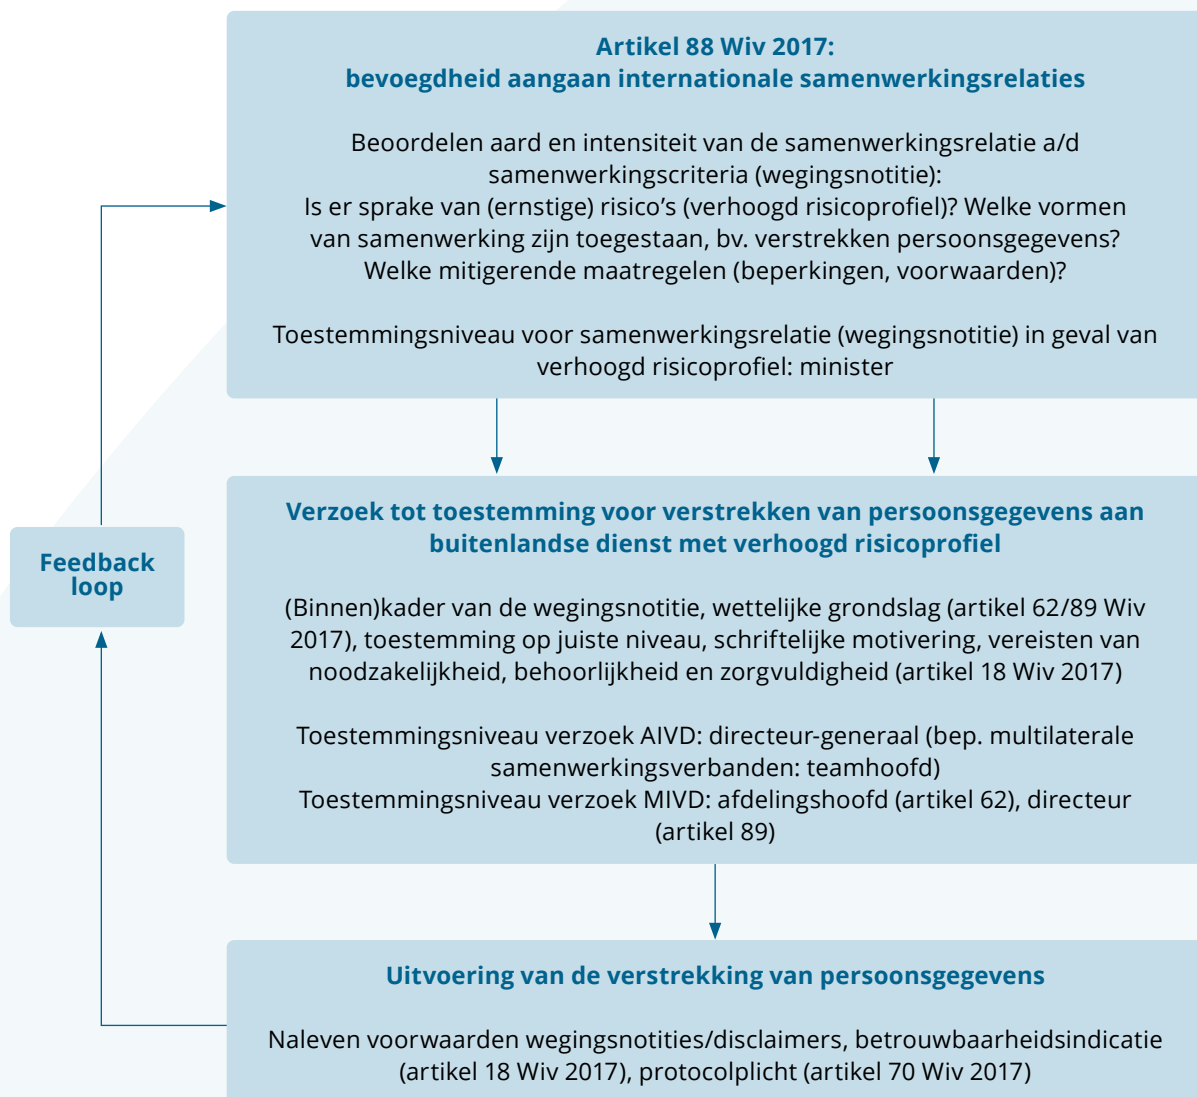 Artikel 88 Wiv 2017:
bevoegdheid aangaan internationale samenwerkingsrelaties
Beoordelen aard en intensiteit van de samenwerkingsrelatie a/d
samenwerkingscriteria (wegingsnotitie):
Is er sprake van (ernstige) risico’s (verhoogd risicoprofiel)? Welke vormen
van samenwerking zijn toegestaan, bv. verstrekken persoonsgegevens?
Welke mitigerende maatregelen (beperkingen, voorwaarden)?
Toestemmingsniveau voor samenwerkingsrelatie (wegingsnotitie) in geval van
verhoogd risicoprofiel: minister
Verzoek tot toestemming voor verstrekken van persoonsgegevens aan
buitenlandse dienst met verhoogd risicoprofiel
(Binnen)kader van de wegingsnotitie, wettelijke grondslag (artikel 62/89 Wiv
2017), toestemming op juiste niveau, schriftelijke motivering, vereisten van
noodzakelijkheid, behoorlijkheid en zorgvuldigheid (artikel 18 Wiv 2017)
Toestemmingsniveau verzoek AIVD: directeur-generaal (bep. multilaterale
samenwerkingsverbanden: teamhoofd)
Toestemmingsniveau verzoek MIVD: afdelingshoofd (artikel 62), directeur
(artikel 89)
Feedback
loop
Uitvoering van de verstrekking van persoonsgegevens
Naleven voorwaarden wegingsnotities/disclaimers, betrouwbaarheidsindicatie
(artikel 18 Wiv 2017), protocolplicht (artikel 70 Wiv 2017)